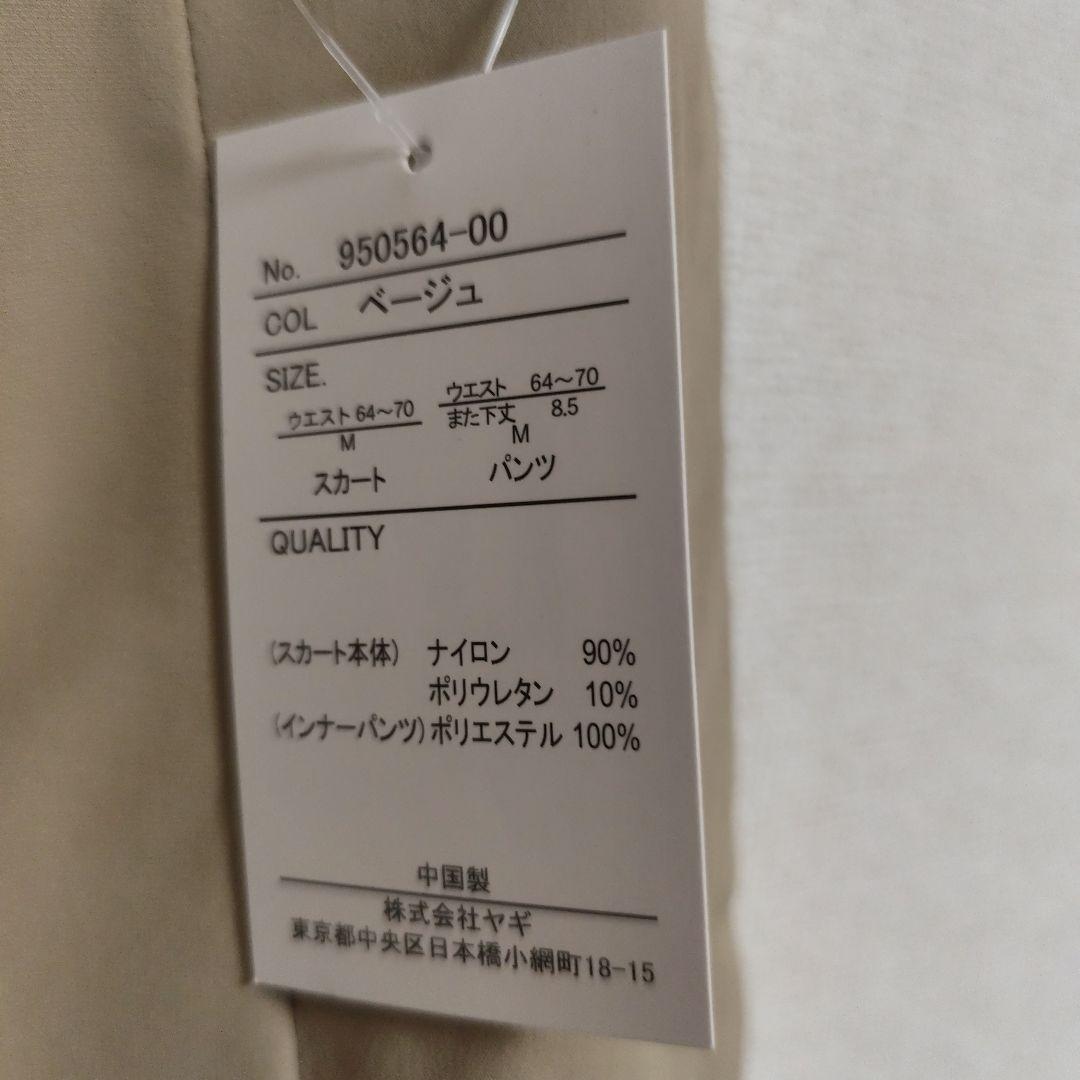 No. 950564-00
COL ベージュ
SIZE.
ウエスト 64～70
M
スカート
ウエスト 64～70
また下丈 8.5
M
パンツ
QUALITY
(スカート本体) ナイロン 90%
ポリウレタン 10%
(インナーパンツ) ポリエステル 100%
中国製
株式会社ヤギ
東京都中央区日本橋小網町18-15